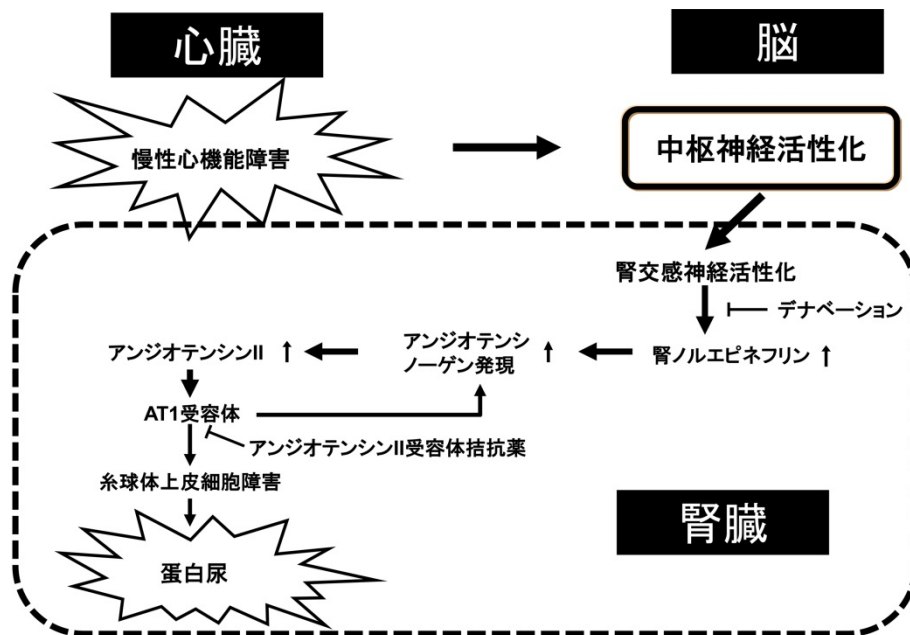 心臓
脳
慢性心機能障害
中枢神経活性化
腎交感神経活性化
デナベーション
アンジオテンシンII ↑
アンジオテンシ
ノーゲン発現 ↑
腎ノルエピネフリン ↑
AT1受容体
アンジオテンシンII受容体拮抗薬
糸球体上皮細胞障害
腎臓
蛋白尿